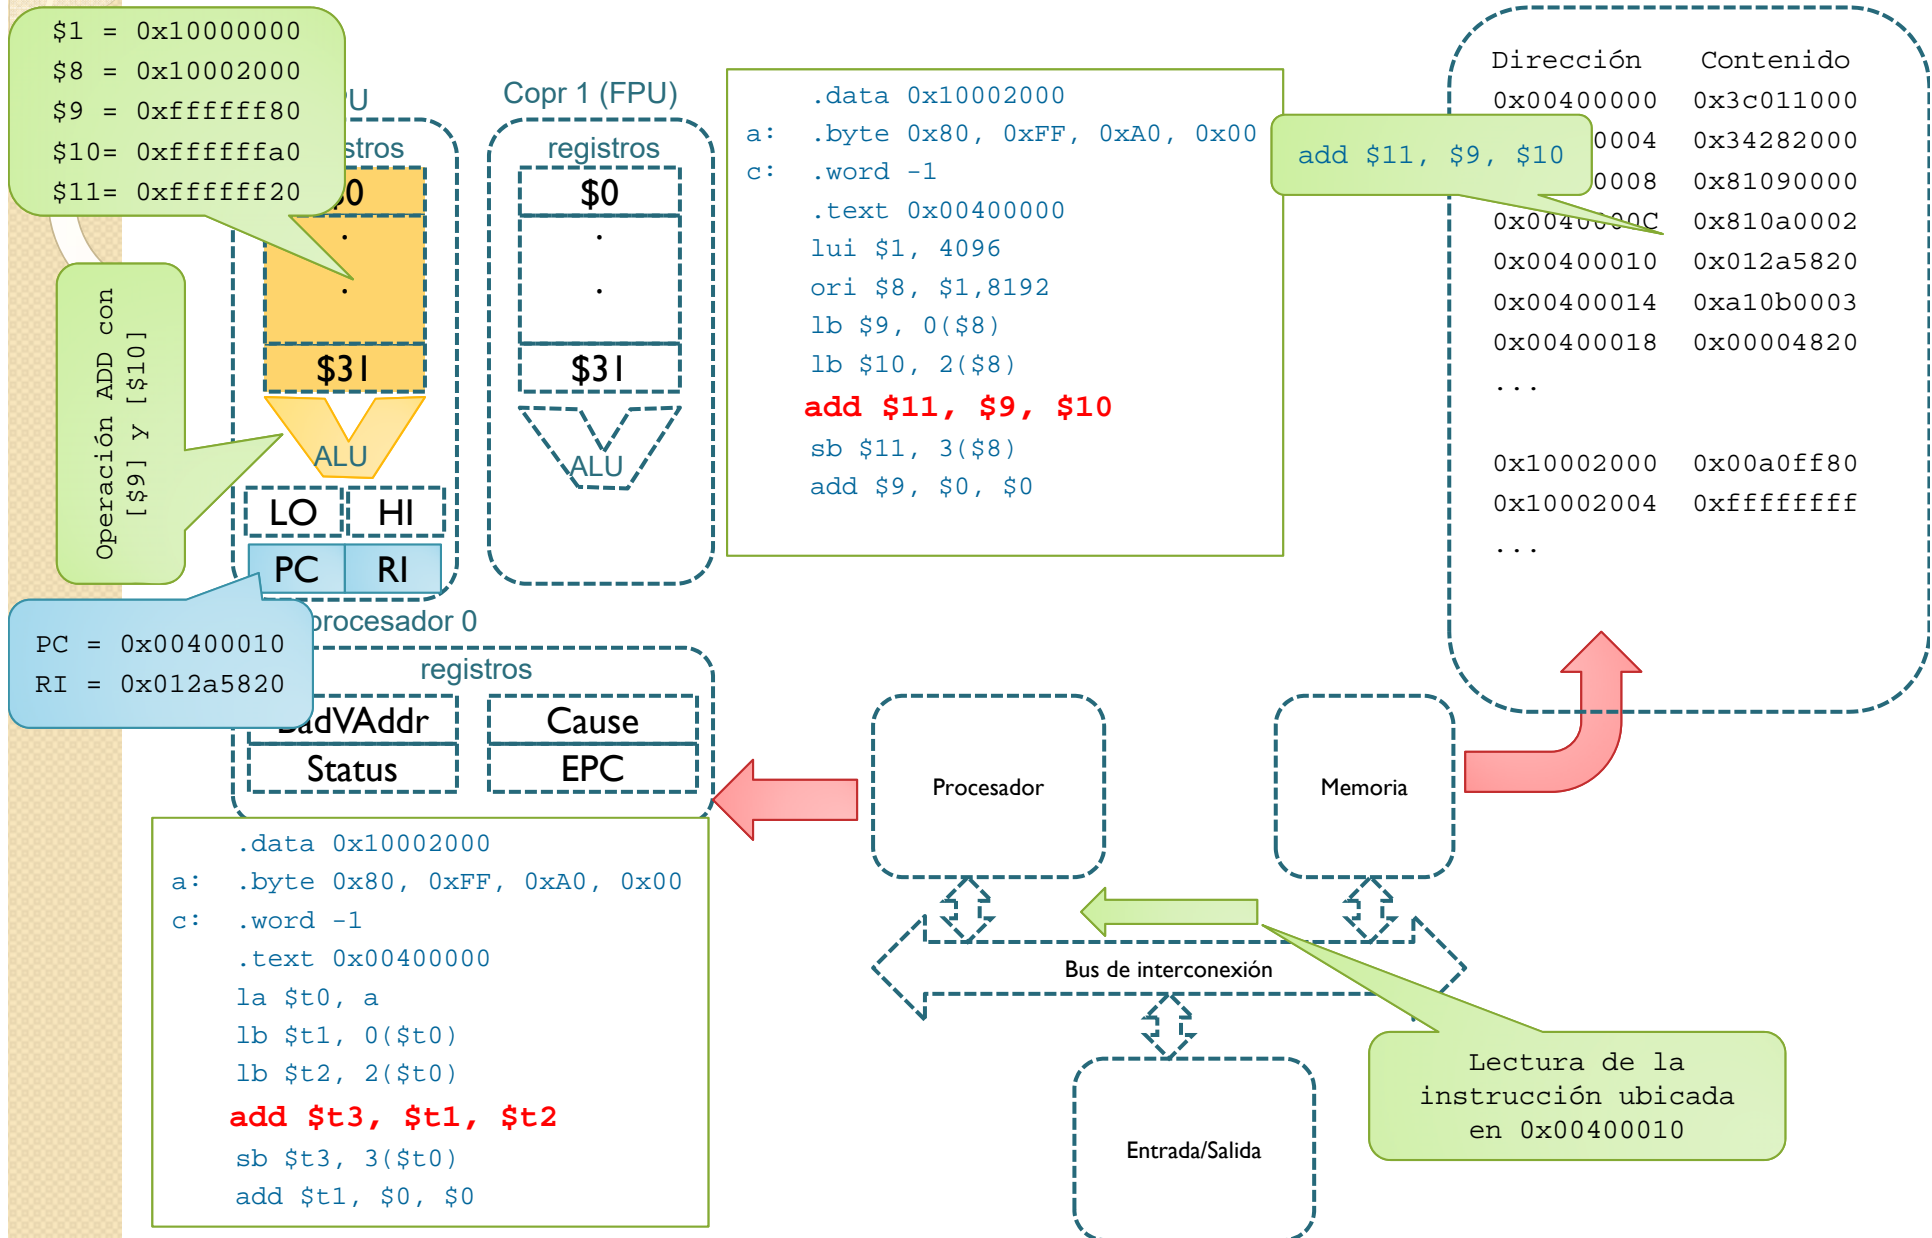 $1 = 0x10000000
$8 = 0x10002000
$9 = 0xffffff80
$10= 0xffffffa0
$11= 0xffffff20
PU
stros
$0
.
.
$31
ALU
LO HI
PC RI
Copr 1 (FPU)
registros
$0
.
.
$31
ALU
Operación ADD con
[$9] y [$10]
PC = 0x00400010
RI = 0x012a5820
procesador 0
registros
BadVAddr Cause
Status EPC
.data 0x10002000
a: .byte 0x80, 0xFF, 0xA0, 0x00
c: .word -1
.text 0x00400000
lui $1, 4096
ori $8, $1,8192
lb $9, 0($8)
lb $10, 2($8)
add $11, $9, $10
sb $11, 3($8)
add $9, $0, $0
add $11, $9, $10
Dirección Contenido
0x00400000 0x3c011000
0004 0x34282000
0008 0x81090000
0x0040000C 0x810a0002
0x00400010 0x012a5820
0x00400014 0xa10b0003
0x00400018 0x00004820
...
0x10002000 0x00a0ff80
0x10002004 0xffffffff
...
.data 0x10002000
a: .byte 0x80, 0xFF, 0xA0, 0x00
c: .word -1
.text 0x00400000
la $t0, a
lb $t1, 0($t0)
lb $t2, 2($t0)
add $t3, $t1, $t2
sb $t3, 3($t0)
add $t1, $0, $0
Procesador
Memoria
Bus de interconexión
Entrada/Salida
Lectura de la
instrucción ubicada
en 0x00400010